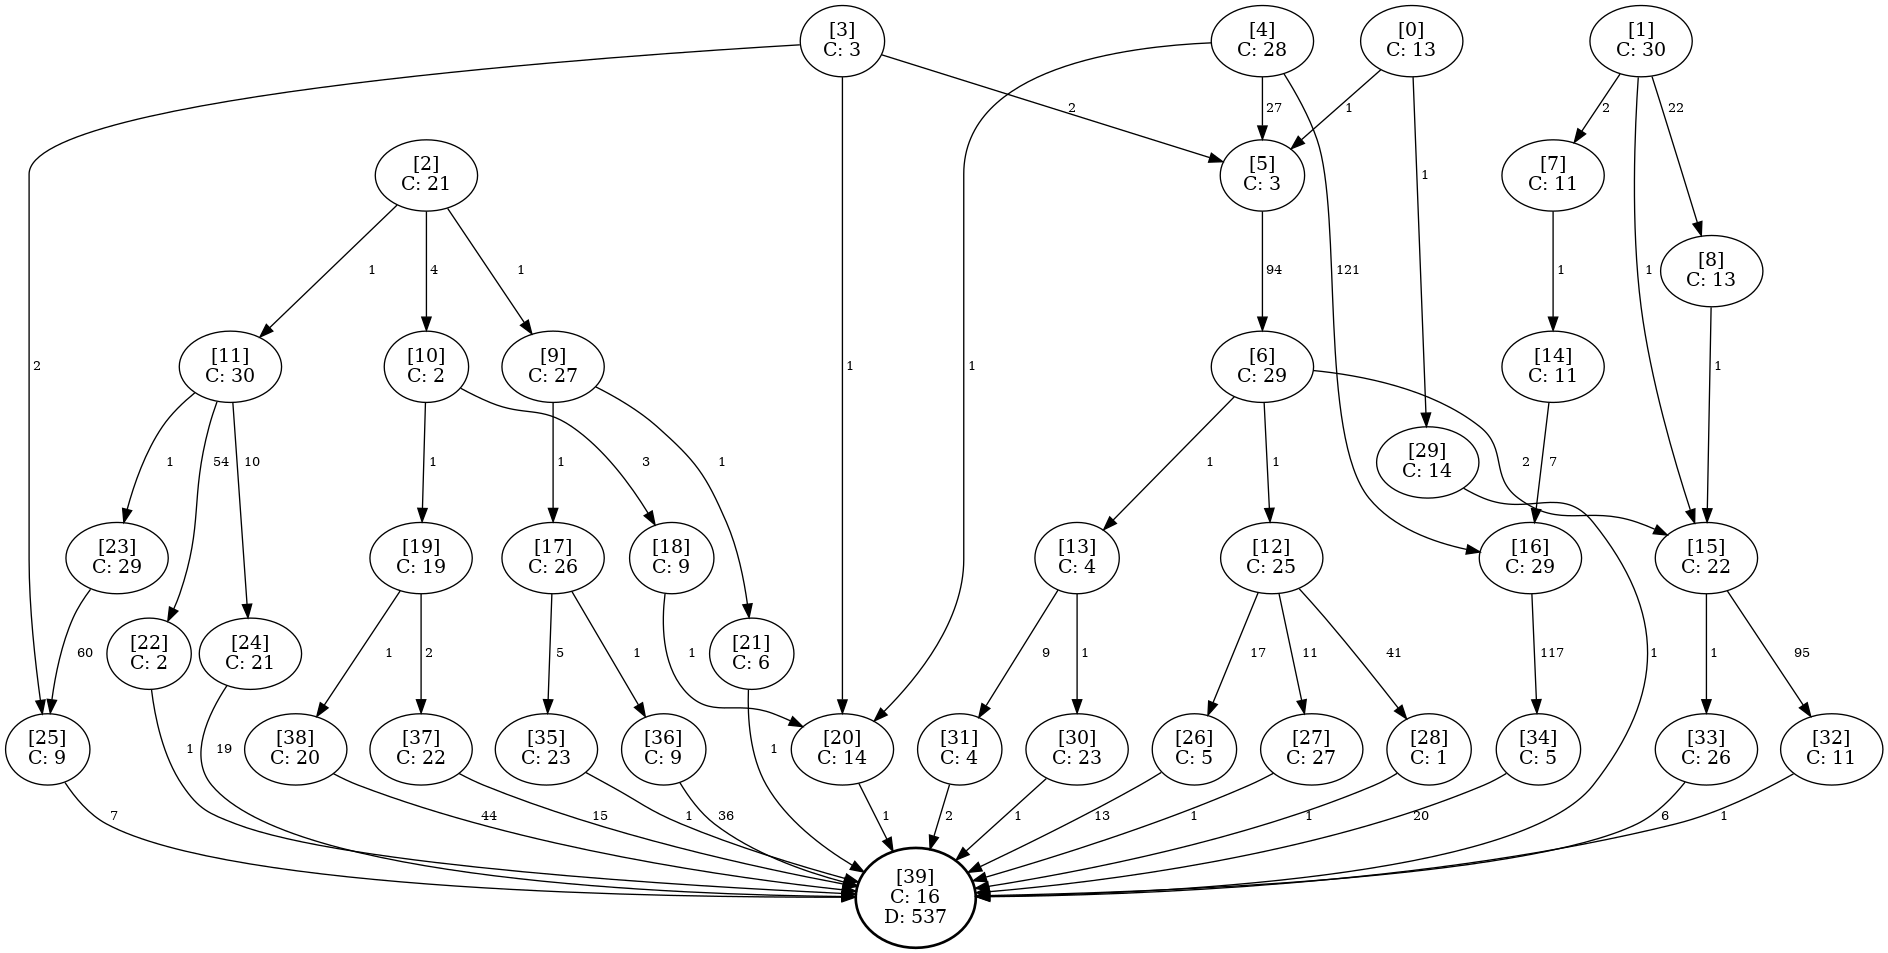 [3]
C: 3
[4]
C: 28
[0]
C: 13
[1]
C: 30
2
27
1
2
22
[2]
C: 21
[5]
C: 3
1
[7]
C: 11
[8]
C: 13
1
4
1
94
121
1
1
[11]
C: 30
[10]
C: 2
[9]
C: 27
[6]
C: 29
[14]
C: 11
2
1
1
1
[29]
C: 14
1
54
10
1
3
1
1
1
1
2
7
[23]
C: 29
[19]
C: 19
[17]
C: 26
[18]
C: 9
[13]
C: 4
[12]
C: 25
[16]
C: 29
[15]
C: 22
[22]
C: 2
[24]
C: 21
[21]
C: 6
60
1
2
5
1
1
9
1
17
11
41
117
1
1
95
[25]
C: 9
[38]
C: 20
[37]
C: 22
[35]
C: 23
[36]
C: 9
[20]
C: 14
[31]
C: 4
[30]
C: 23
[26]
C: 5
[27]
C: 27
[28]
C: 1
[34]
C: 5
[33]
C: 26
[32]
C: 11
1
19
1
7
44
15
1
36
1
2
1
13
1
1
20
6
1
[39]
C: 16
D: 537